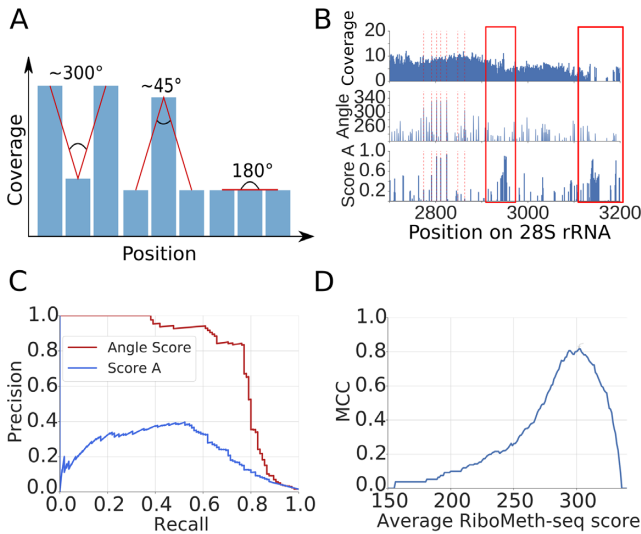 A
~300°
~45°
180°
Coverage
Position
B
Coverage
20
10
0
Angle
340
300
260
Score A
1.0
0.6
0.2
2800
3000
3200
Position on 28S rRNA
C
Precision
1.0
0.8
0.6
0.4
0.2
0.0
Angle Score
Score A
0.0 0.2 0.4 0.6 0.8 1.0
Recall
D
MCC
1.0
0.8
0.6
0.4
0.2
0.0
150 200 250 300
Average RiboMeth-seq score